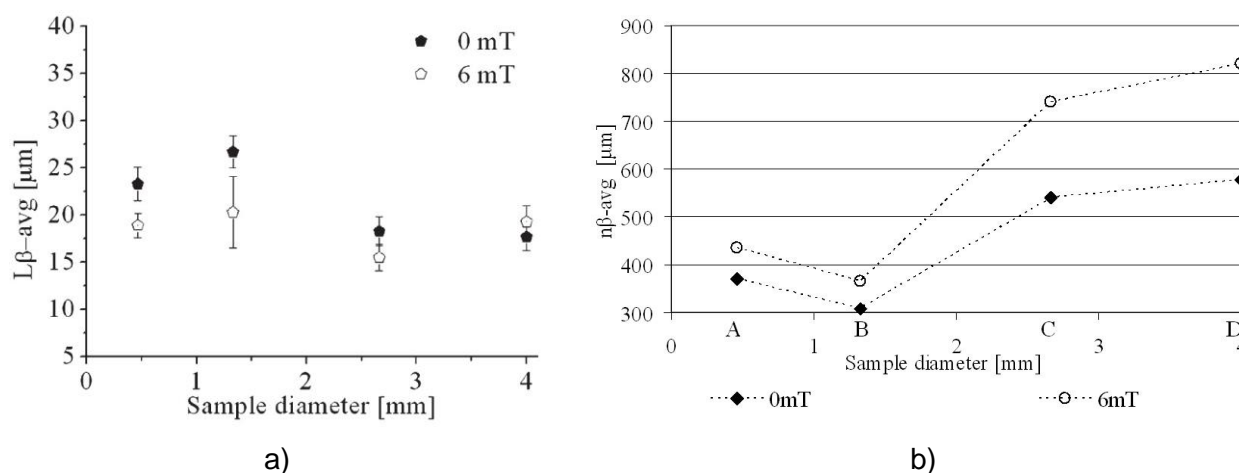 40
35
30
25
20
15
10
5
Lβ–avg [μm]
0 mT
6 mT
0 1 2 3 4
Sample diameter [mm]
a)
900
800
700
600
500
400
300
nβ-avg [μm]
A B C D
0 1 2 3 4
Sample diameter [mm]
0mT 6mT
b)